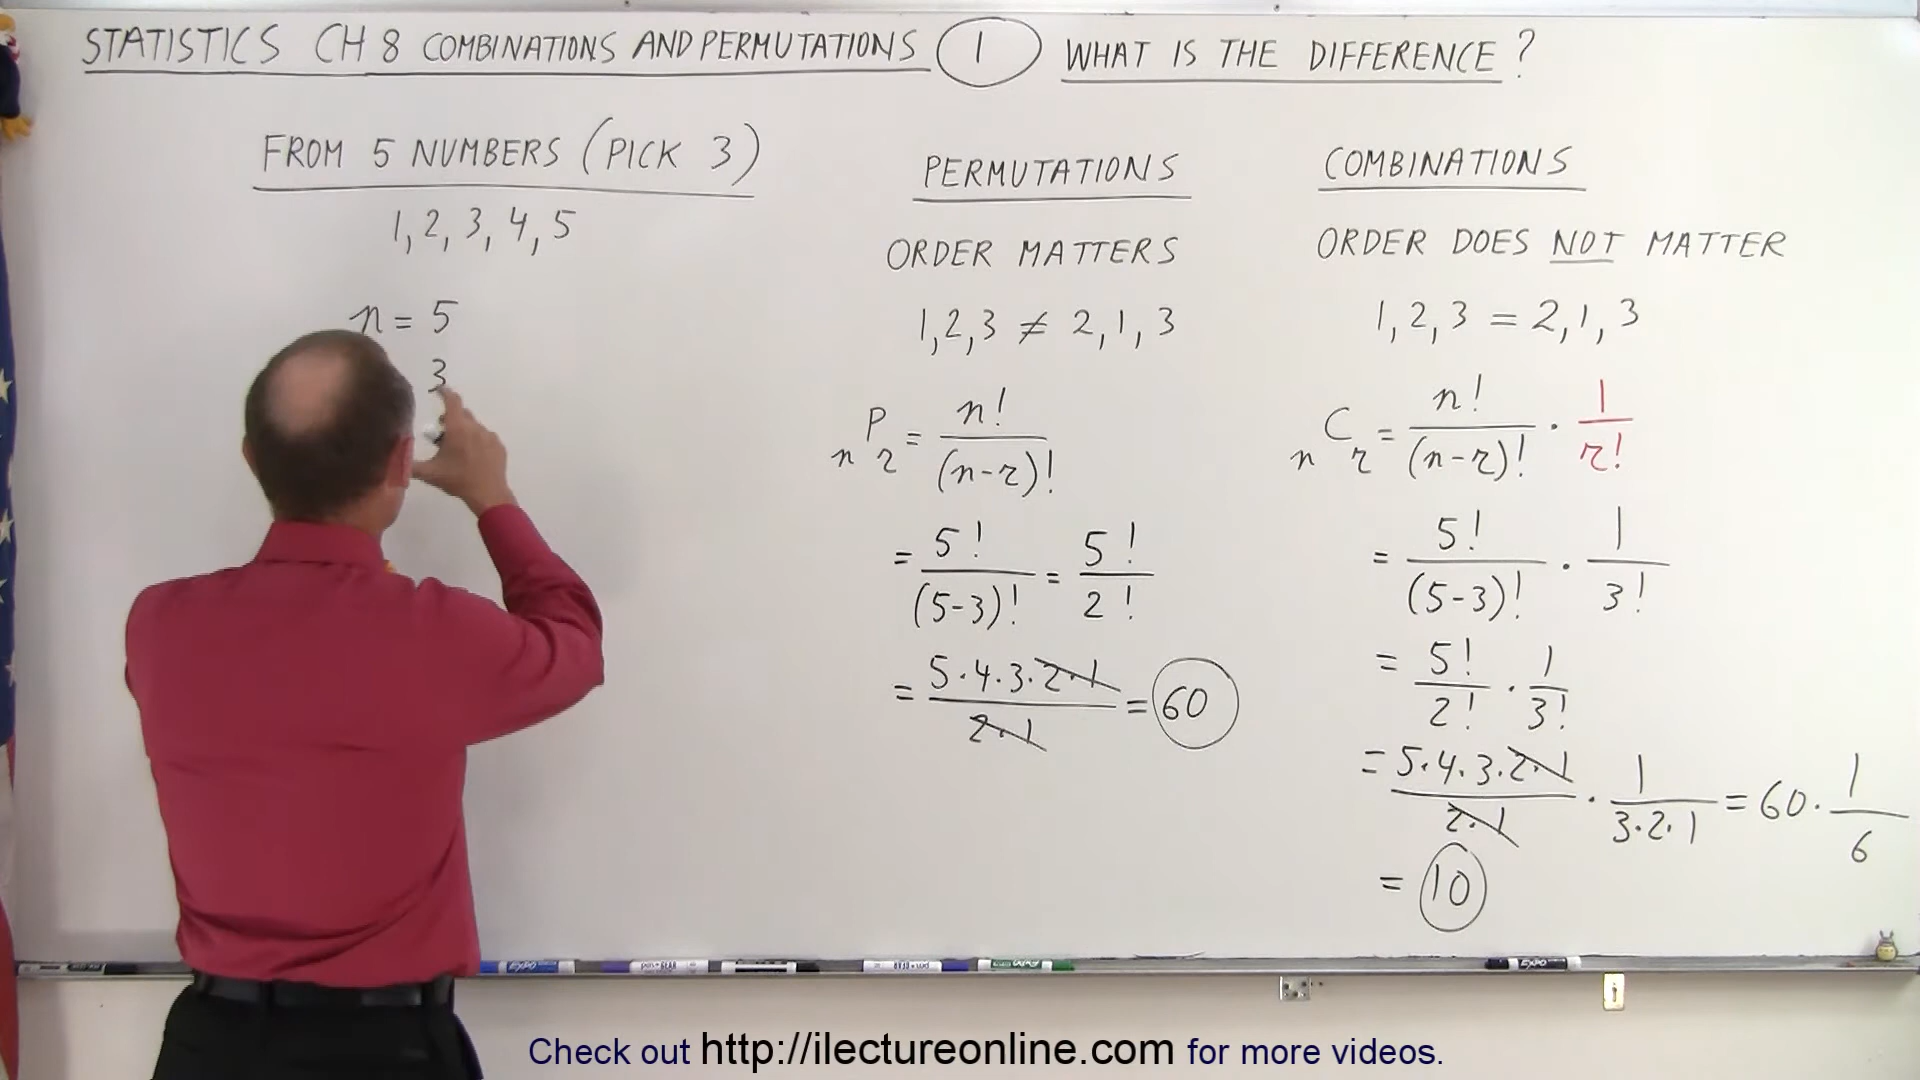 STATISTICS CH 8 COMBINATIONS AND PERMUTATIONS 1 WHAT IS THE DIFFERENCE?
FROM 5 NUMBERS (PICK 3)
1, 2, 3, 4, 5
n = 5
3
PERMUTATIONS
ORDER MATTERS
1, 2, 3 ≠ 2, 1, 3
nPr = n! / (n-r)!
= 5! / (5-3)! = 5! / 2!
= 5·4·3·2·1 / 2·1 = 60
COMBINATIONS
ORDER DOES NOT MATTER
1, 2, 3 = 2, 1, 3
nCr = n! / (n-r)! · 1 / r!
= 5! / (5-3)! · 1 / 3!
= 5! / 2! · 1 / 3!
= 5·4·3·2·1 / 2·1 · 1 / 3·2·1 = 60 · 1 / 6
= 10
EXPO
EXPO
Check out http://ilectureonline.com for more videos.